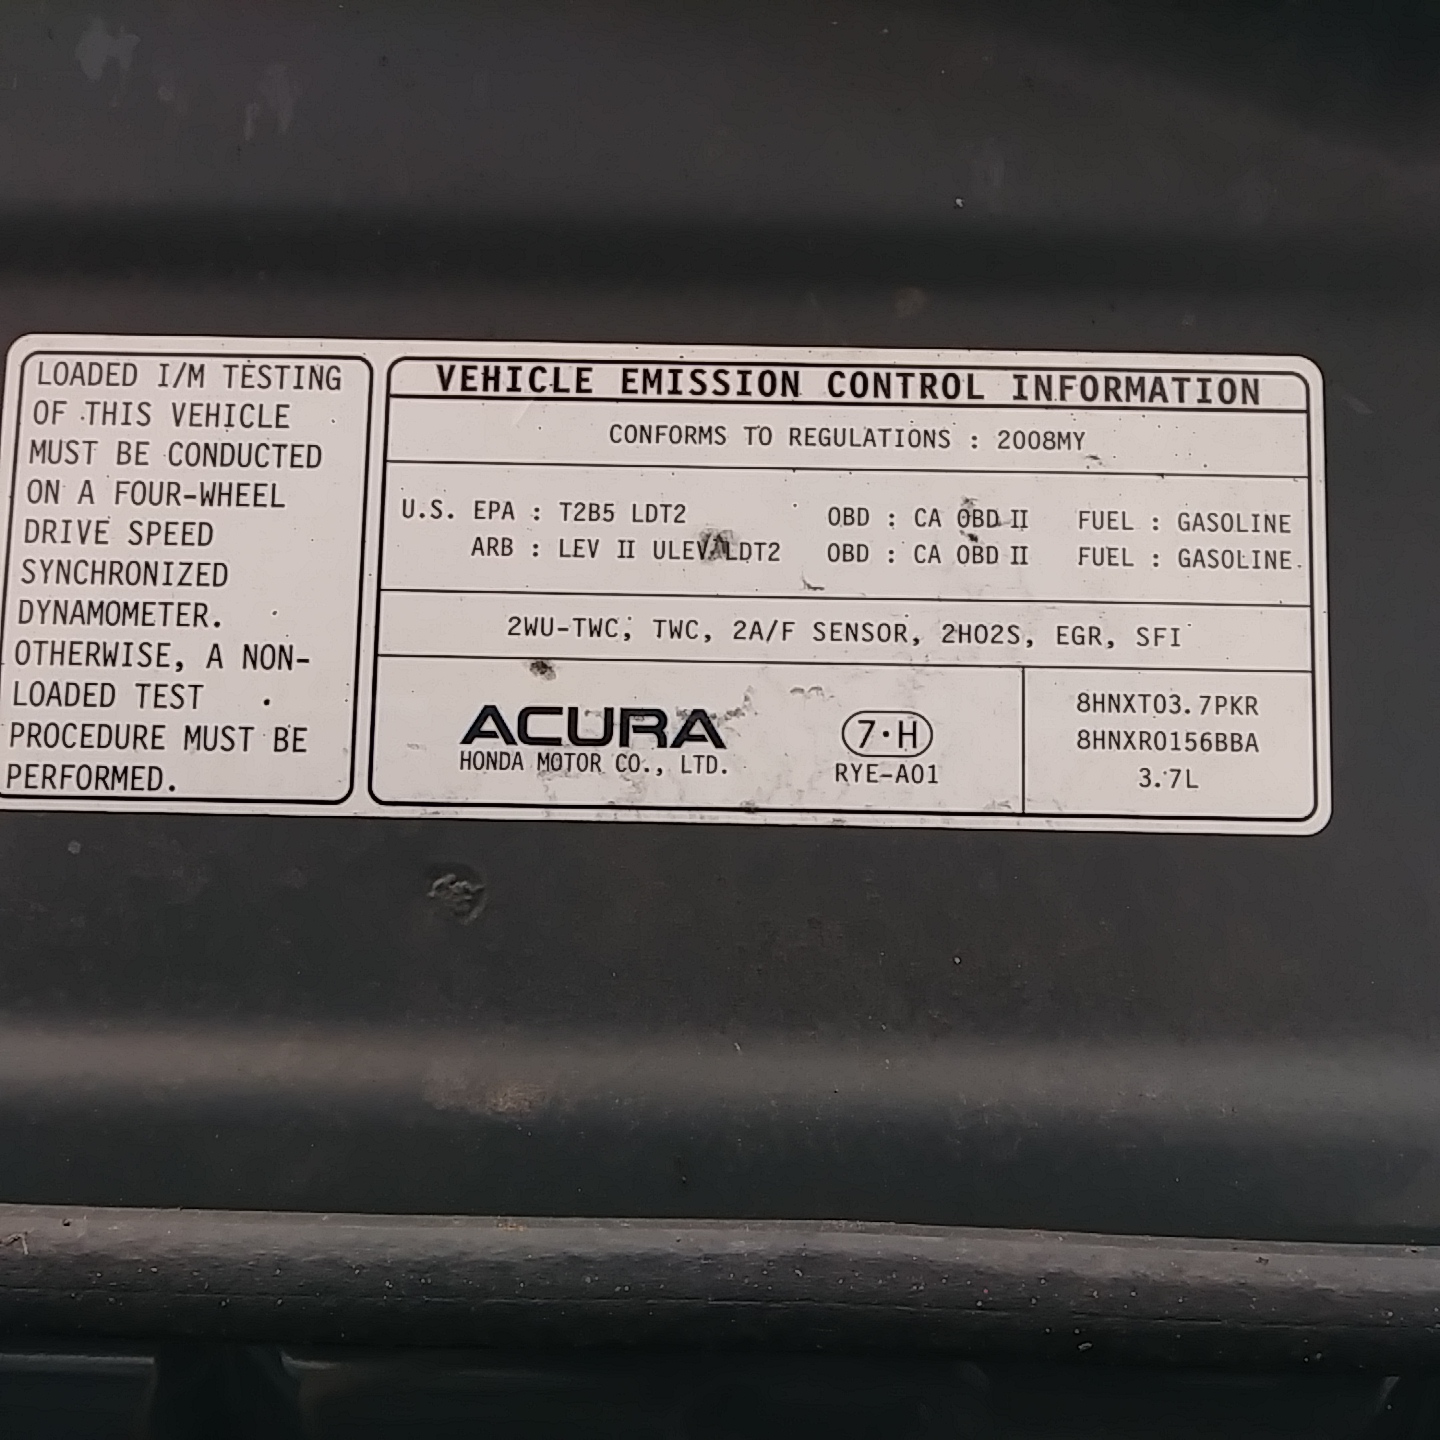 LOADED I/M TESTING
OF THIS VEHICLE
MUST BE CONDUCTED
ON A FOUR-WHEEL
DRIVE SPEED
SYNCHRONIZED
DYNAMOMETER.
OTHERWISE, A NON-
LOADED TEST
PROCEDURE MUST BE
PERFORMED.
VEHICLE EMISSION CONTROL INFORMATION
CONFORMS TO REGULATIONS : 2008MY
U.S. EPA : T2B5 LDT2 OBD : CA OBD II FUEL : GASOLINE
ARB : LEV II ULEV LDT2 OBD : CA OBD II FUEL : GASOLINE
2WU-TWC, TWC, 2A/F SENSOR, 2HO2S, EGR, SFI
ACURA
HONDA MOTOR CO., LTD.
7·H
RYE-A01
8HNXT03.7PKR
8HNXR0156BBA
3.7L